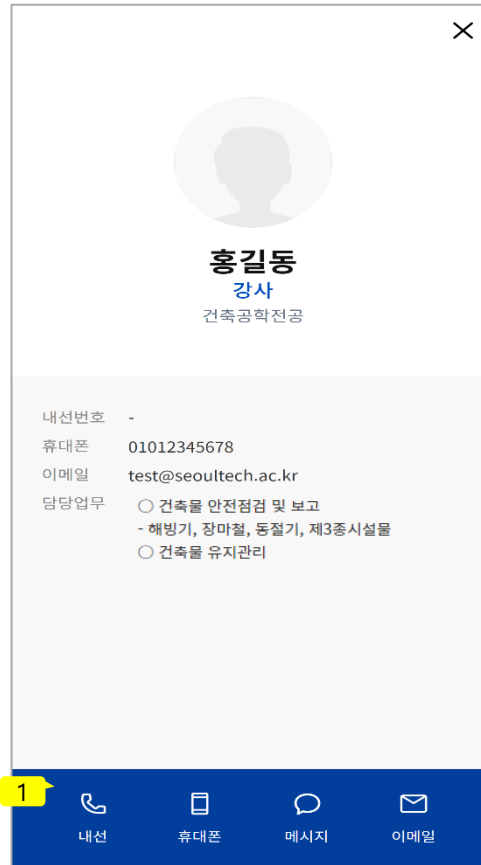 홍길동
강사
건축공학전공
내선번호 -
휴대폰 01012345678
이메일 test@seoultech.ac.kr
담당업무 ○ 건축물 안전점검 및 보고
- 해빙기, 장마철, 동절기, 제3종시설물
○ 건축물 유지관리
1
내선 휴대폰 메시지 이메일